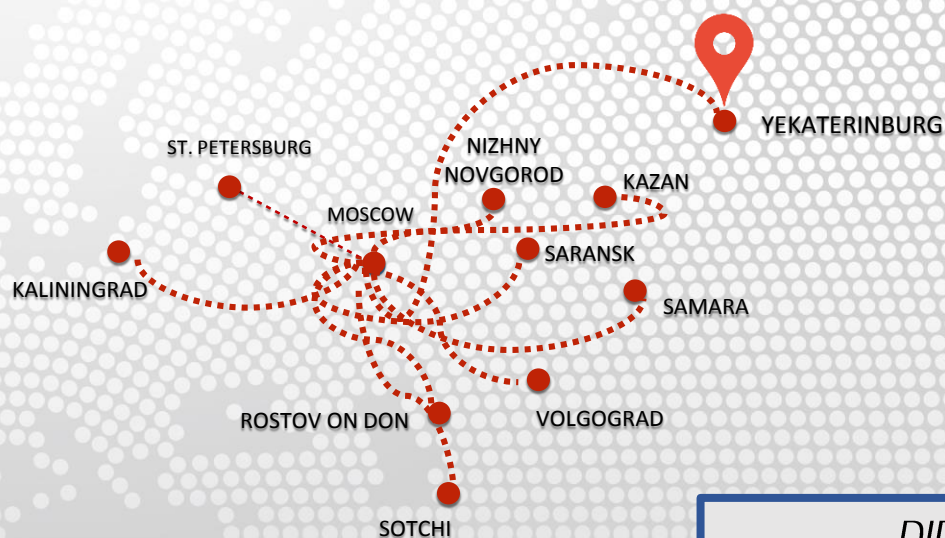 YEKATERINBURG
ST. PETERSBURG
NIZHNY
NOVGOROD
KAZAN
MOSCOW
SARANSK
KALININGRAD
SAMARA
ROSTOV ON DON
VOLGOGRAD
SOTCHI